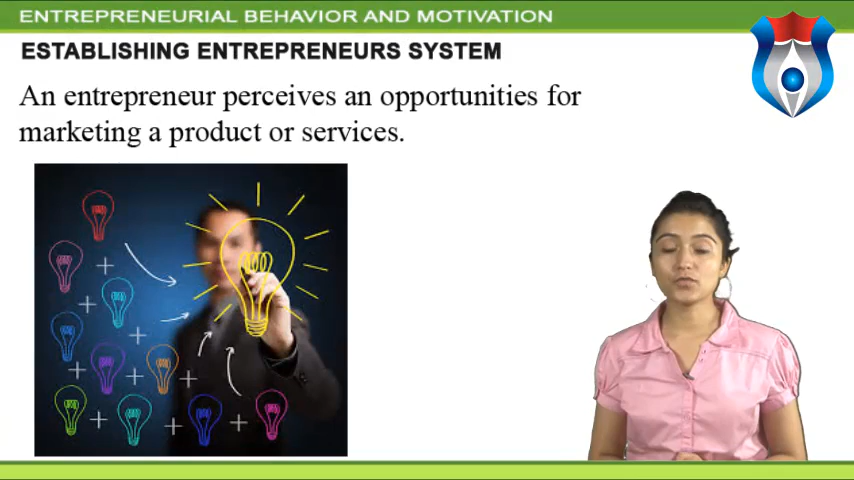 ENTREPRENEURIAL BEHAVIOR AND MOTIVATION
ESTABLISHING ENTREPRENEURS SYSTEM
An entrepreneur perceives an opportunities for
marketing a product or services.